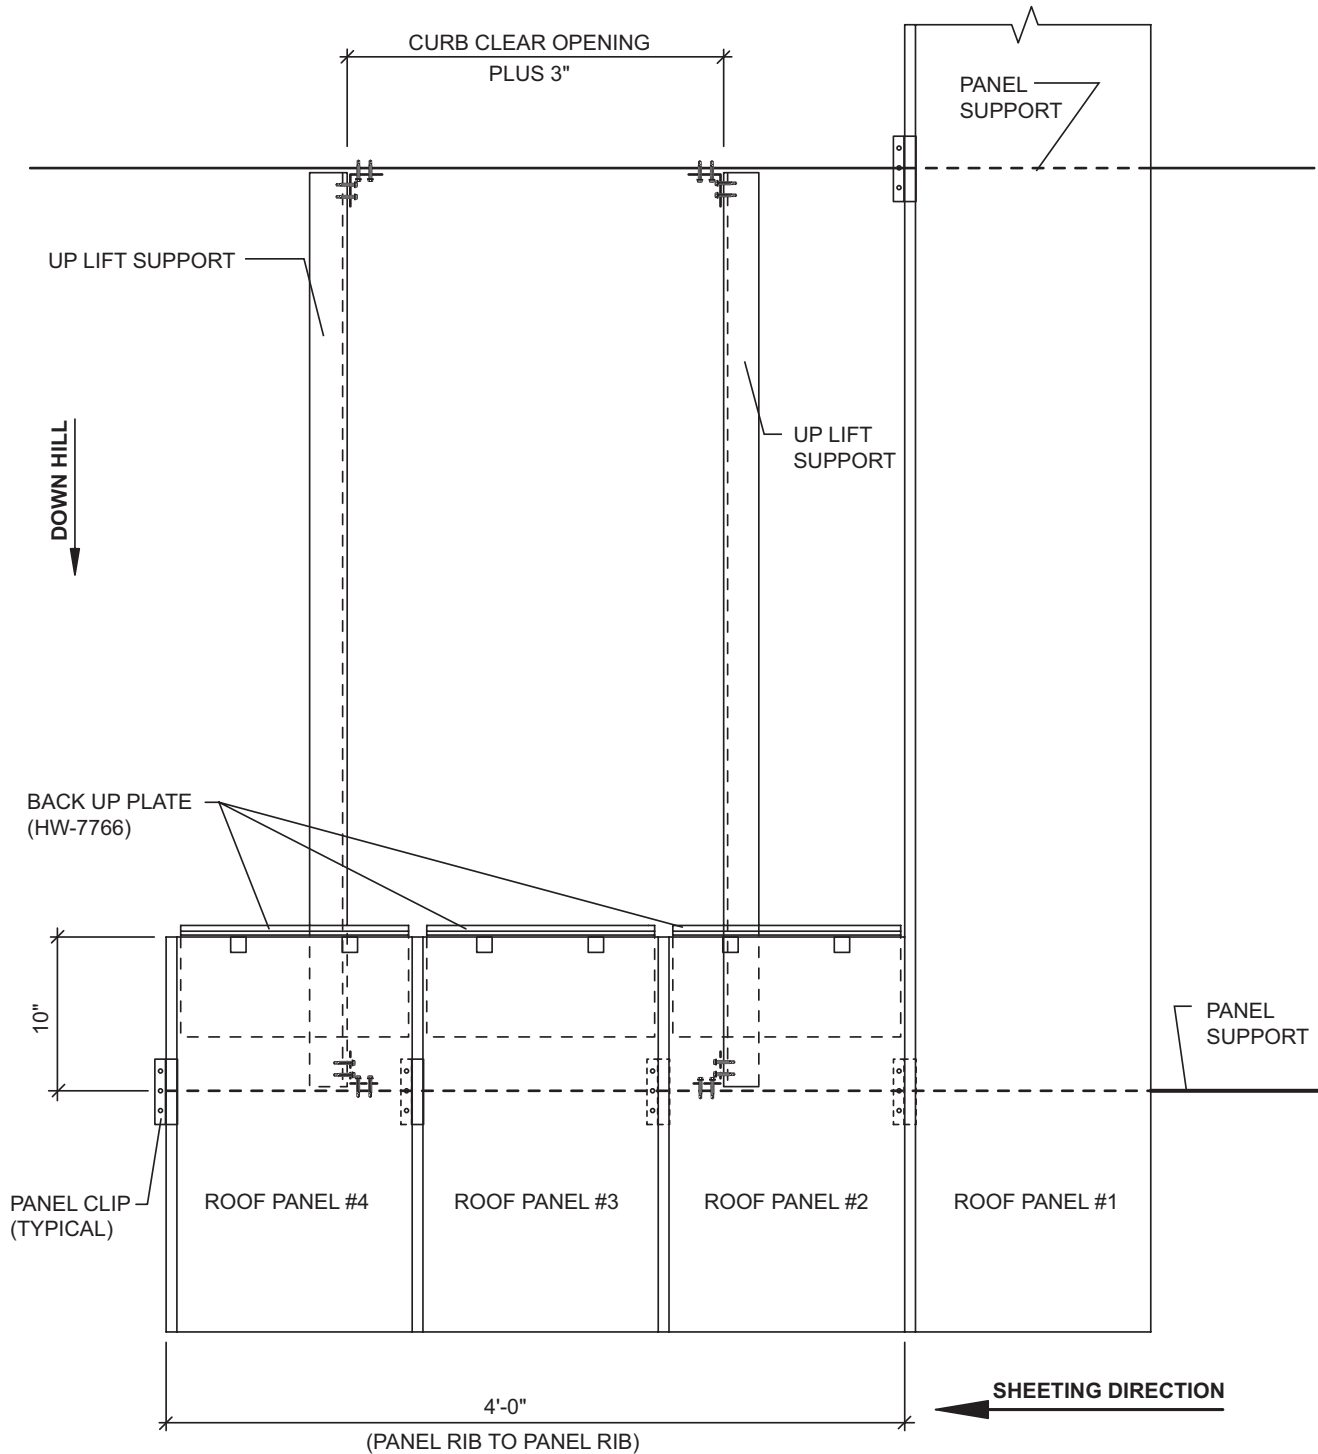 CURB CLEAR OPENING
PLUS 3"
PANEL
SUPPORT
UP LIFT SUPPORT
UP LIFT
SUPPORT
DOWN HILL
BACK UP PLATE
(HW-7766)
10"
PANEL
SUPPORT
PANEL CLIP
(TYPICAL)
ROOF PANEL #4
ROOF PANEL #3
ROOF PANEL #2
ROOF PANEL #1
4'-0"
(PANEL RIB TO PANEL RIB)
SHEETING DIRECTION